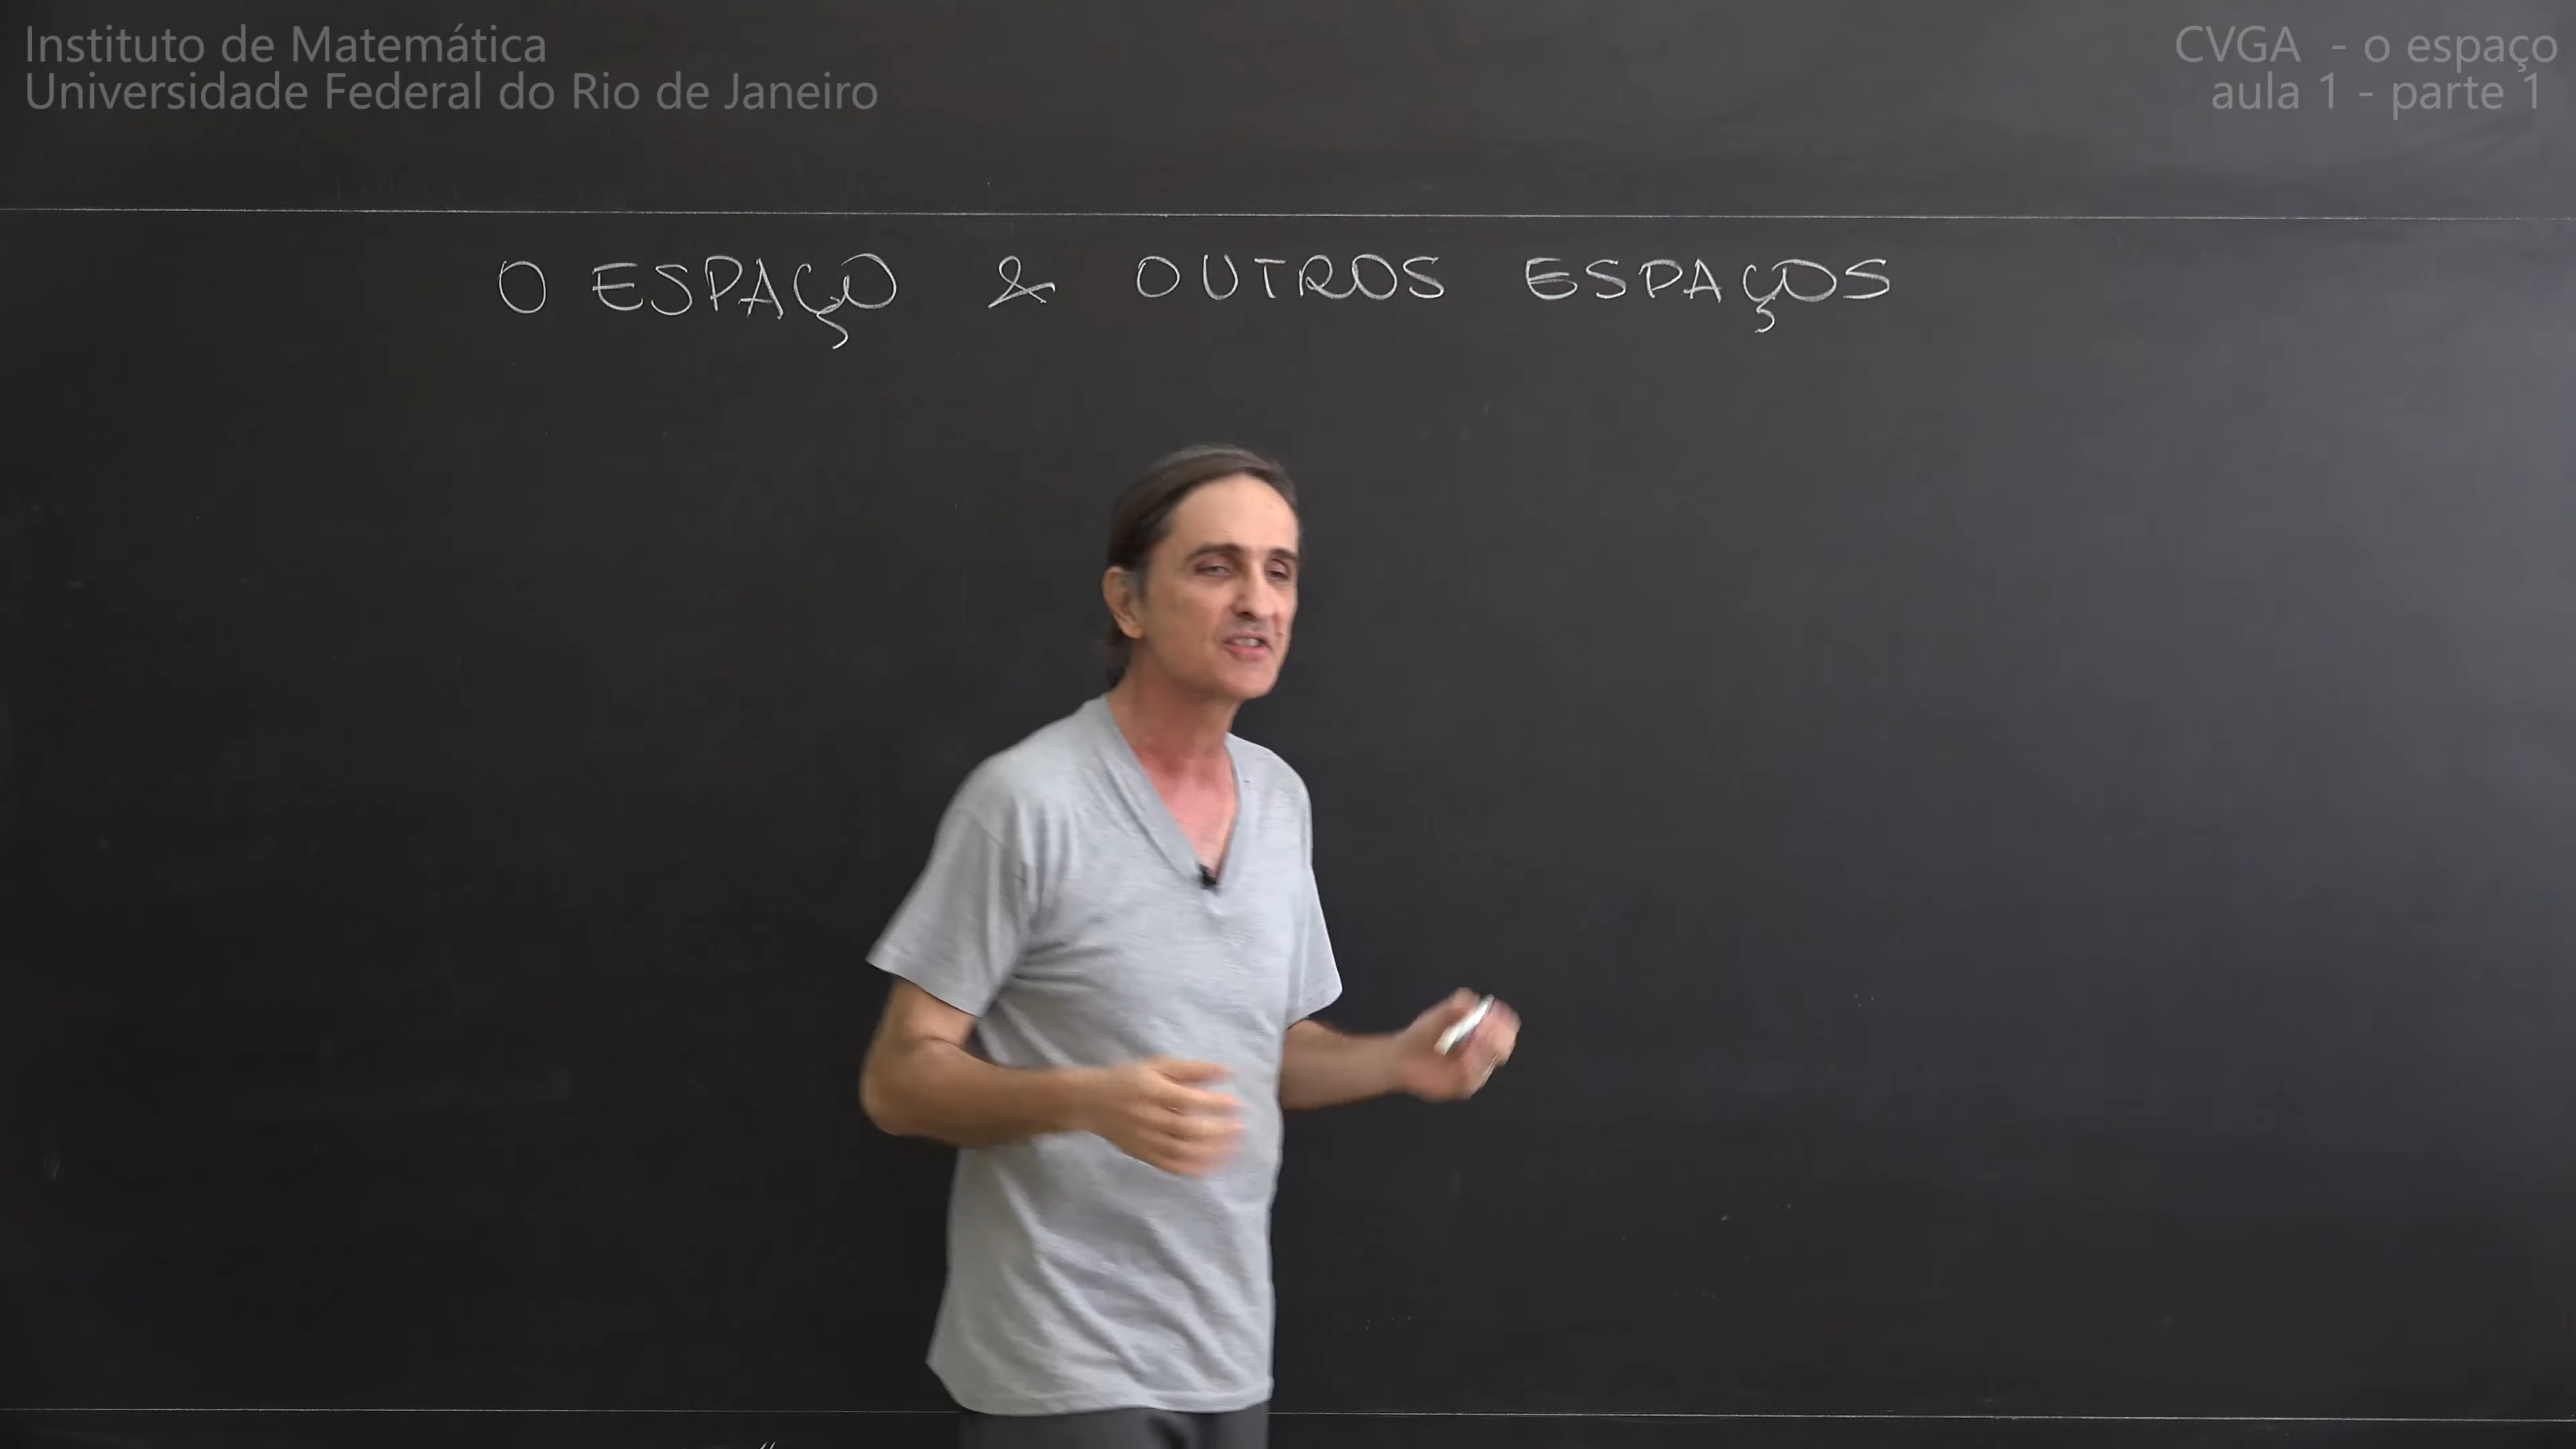 Instituto de Matemática
Universidade Federal do Rio de Janeiro
CVGA - o espaço
aula 1 - parte 1
O ESPAÇO & OUTROS ESPAÇOS